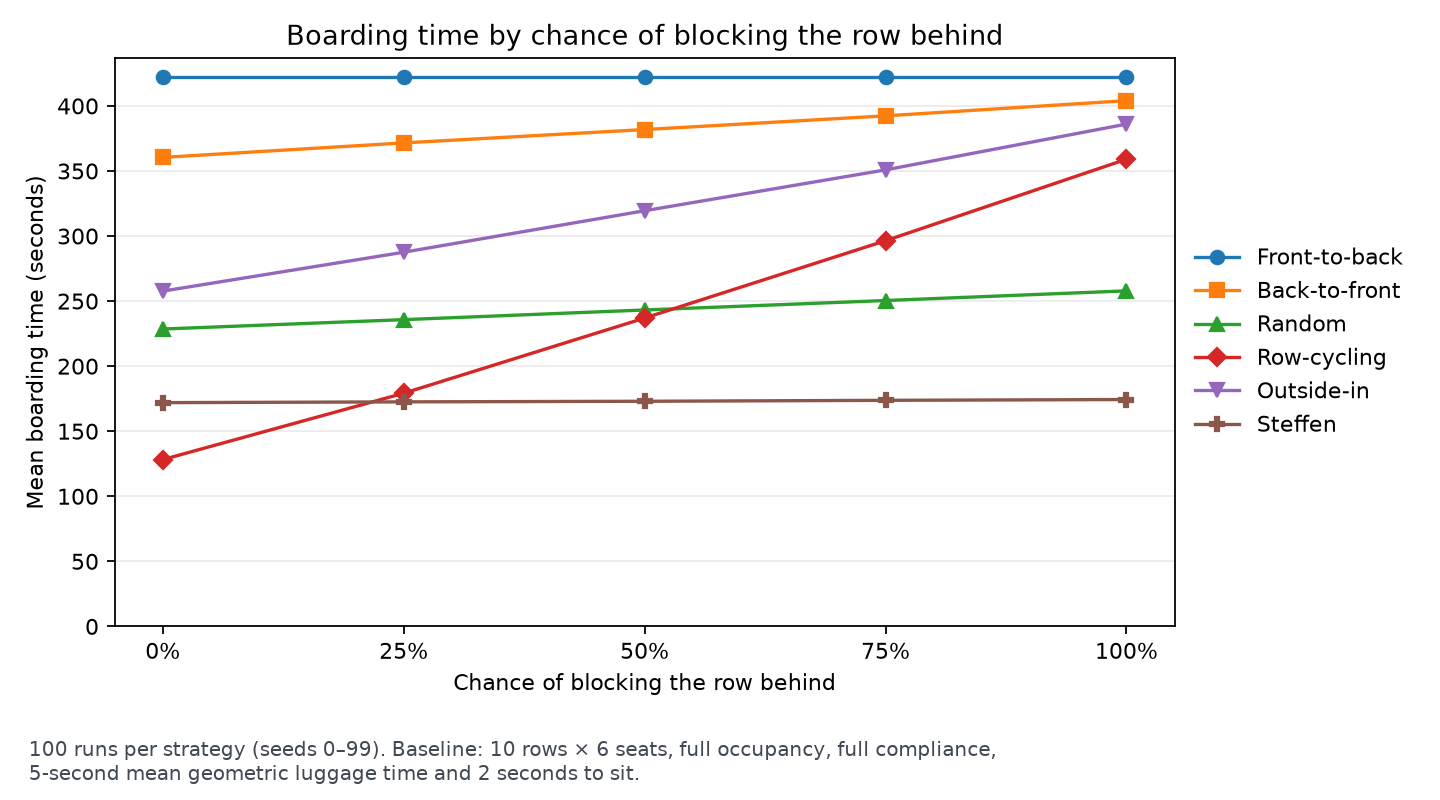 Boarding time by chance of blocking the row behind
Mean boarding time (seconds)
400
350
300
250
200
150
100
50
0
0%
25%
50%
75%
100%
Chance of blocking the row behind
Front-to-back
Back-to-front
Random
Row-cycling
Outside-in
Steffen
100 runs per strategy (seeds 0–99). Baseline: 10 rows × 6 seats, full occupancy, full compliance,
5-second mean geometric luggage time and 2 seconds to sit.